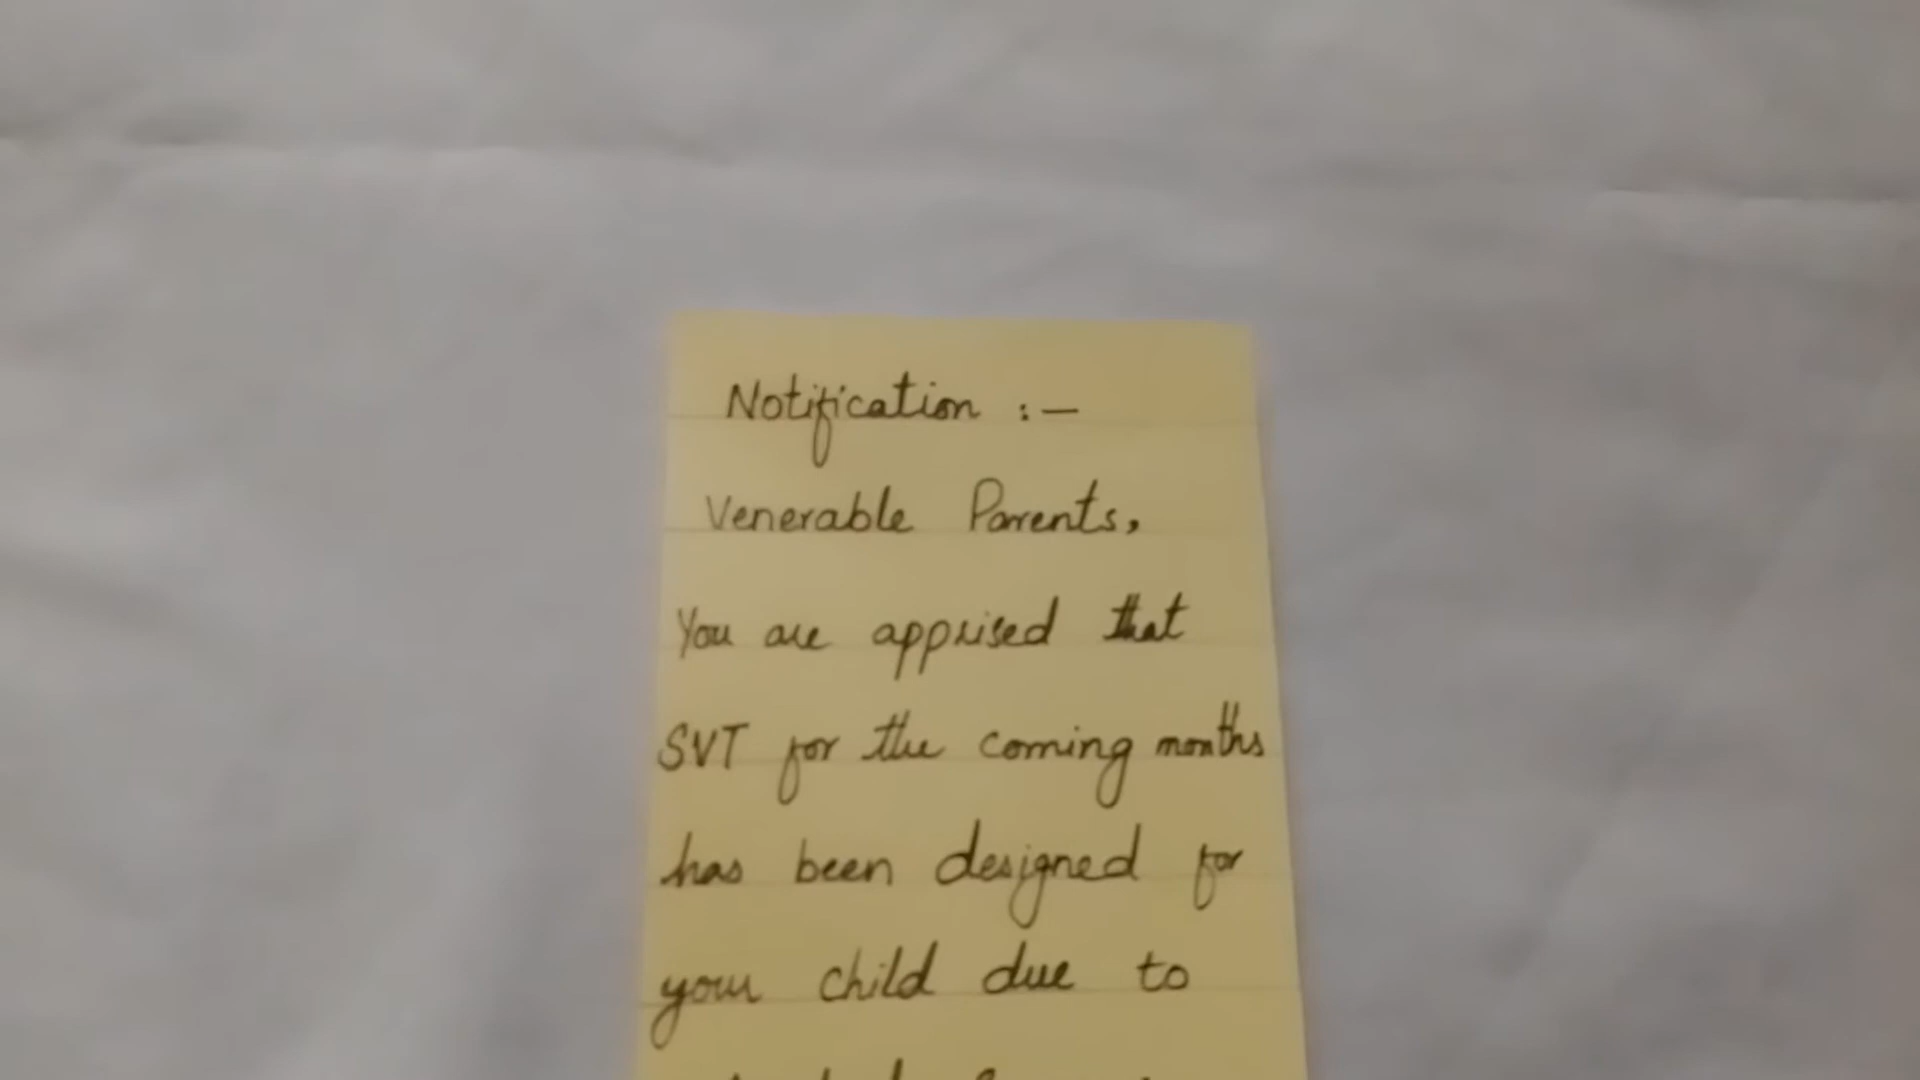 Notification :—
Venerable Parents,
You are apprised that
SVT for the coming months
has been designed for
your child due to